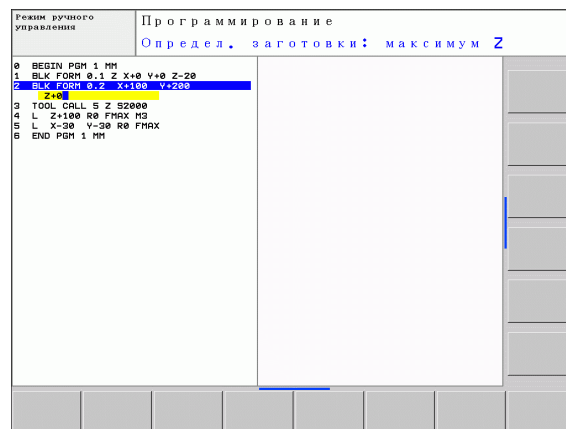 Режим ручного
управления
Программирование
Определ. заготовки: максимум Z
0 BEGIN PGM 1 MM
1 BLK FORM 0.1 Z X+0 Y+0 Z-20
2 BLK FORM 0.2 X+100 Y+200
Z+0
3 TOOL CALL 5 Z S2000
4 L Z+100 R0 FMAX M3
5 L X-30 Y-30 R0 FMAX
6 END PGM 1 MM